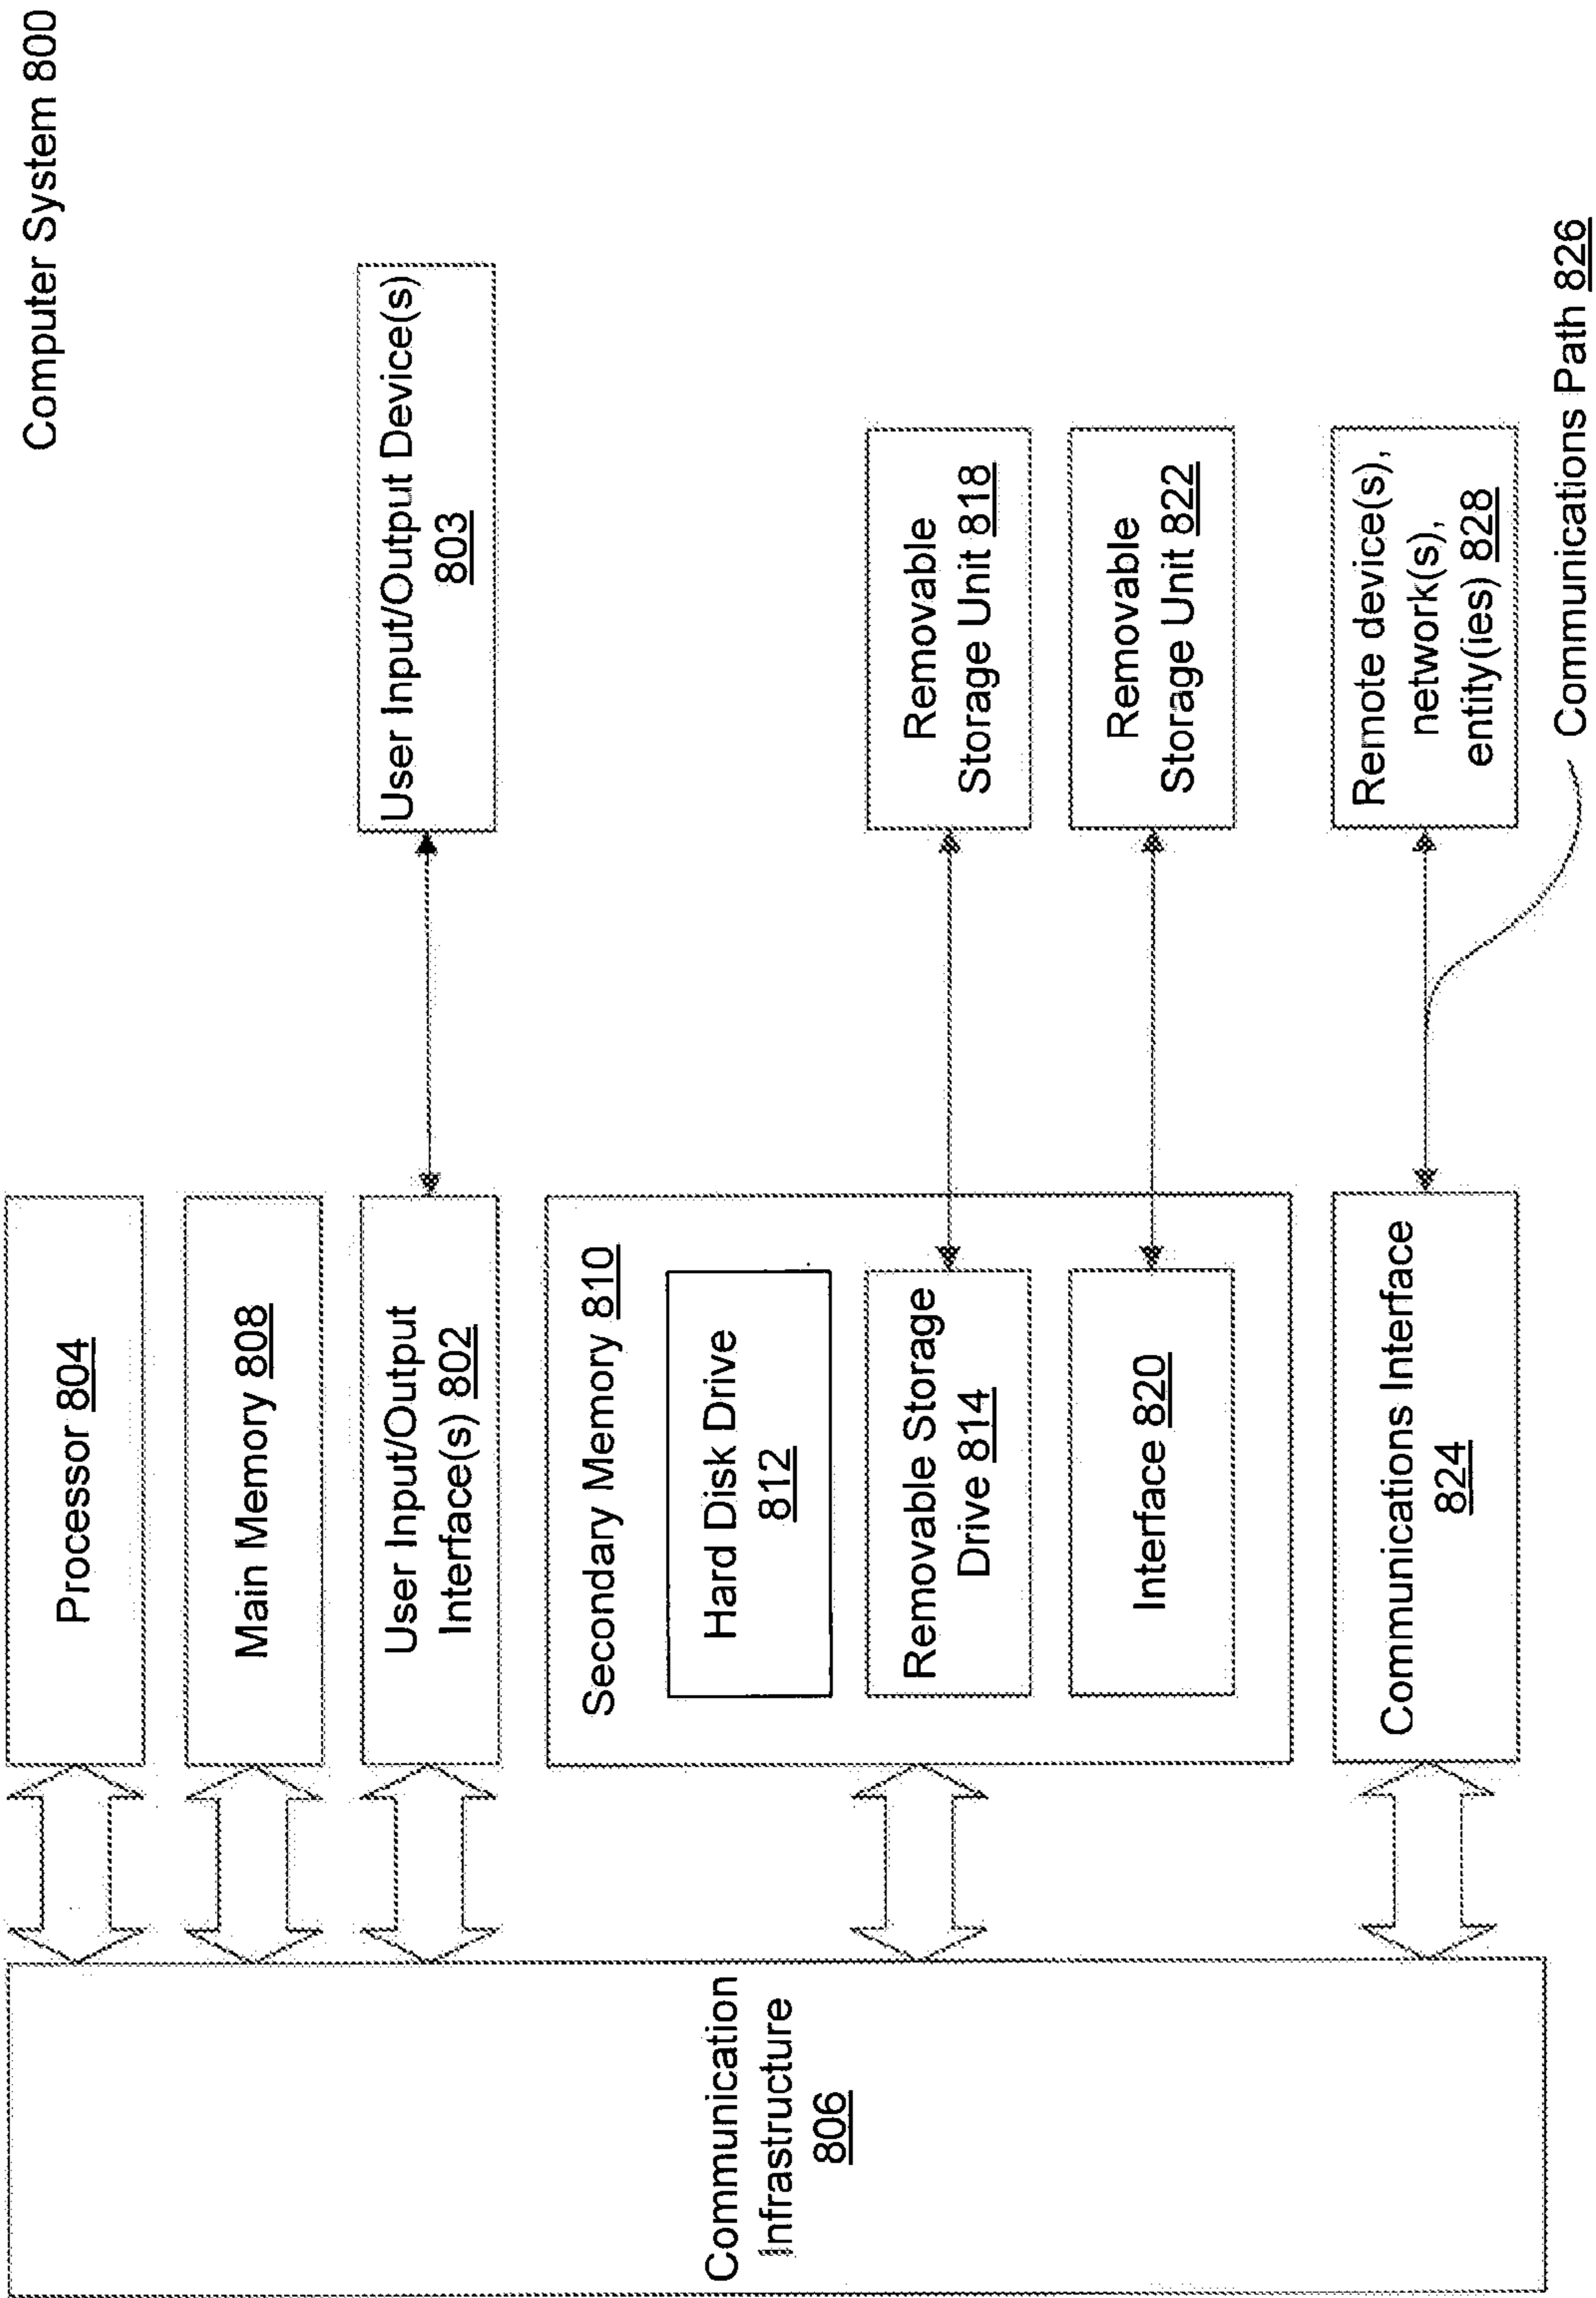 Computer System 800
Processor 804
Main Memory 808
User Input/Output
Interface(s) 802
User Input/Output Device(s)
803
Communication
Infrastructure
806
Secondary Memory 810
Hard Disk Drive
812
Removable Storage
Drive 814
Removable
Storage Unit 818
Interface 820
Removable
Storage Unit 822
Communications Interface
824
Remote device(s),
network(s),
entity(ies) 828
Communications Path 826